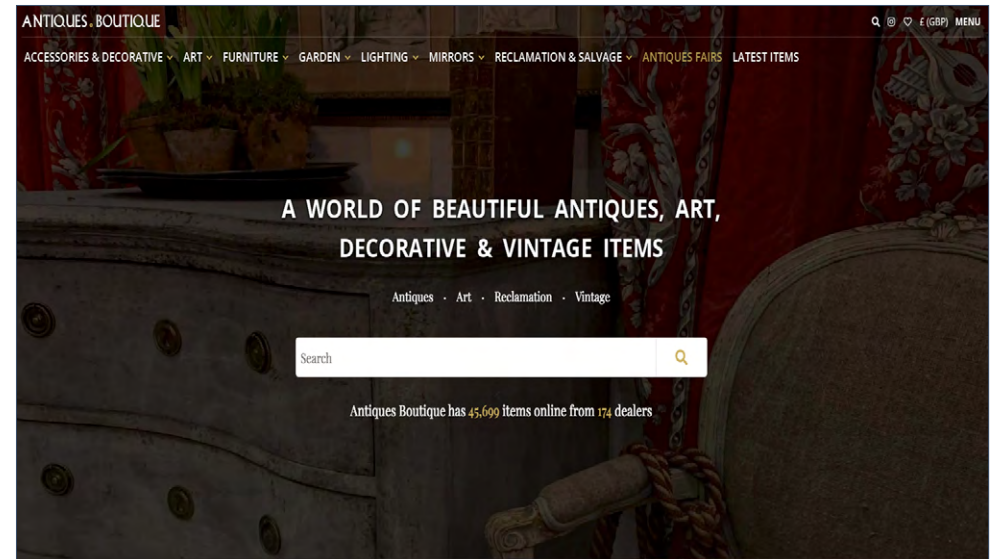 ANTIQUES.BOUTIQUE
£ (GBP) MENU
ACCESSORIES & DECORATIVE ART FURNITURE GARDEN LIGHTING MIRRORS RECLAMATION & SALVAGE ANTIQUES FAIRS LATEST ITEMS
A WORLD OF BEAUTIFUL ANTIQUES, ART,
DECORATIVE & VINTAGE ITEMS
Antiques · Art · Reclamation · Vintage
Search
Antiques Boutique has 45,699 items online from 174 dealers